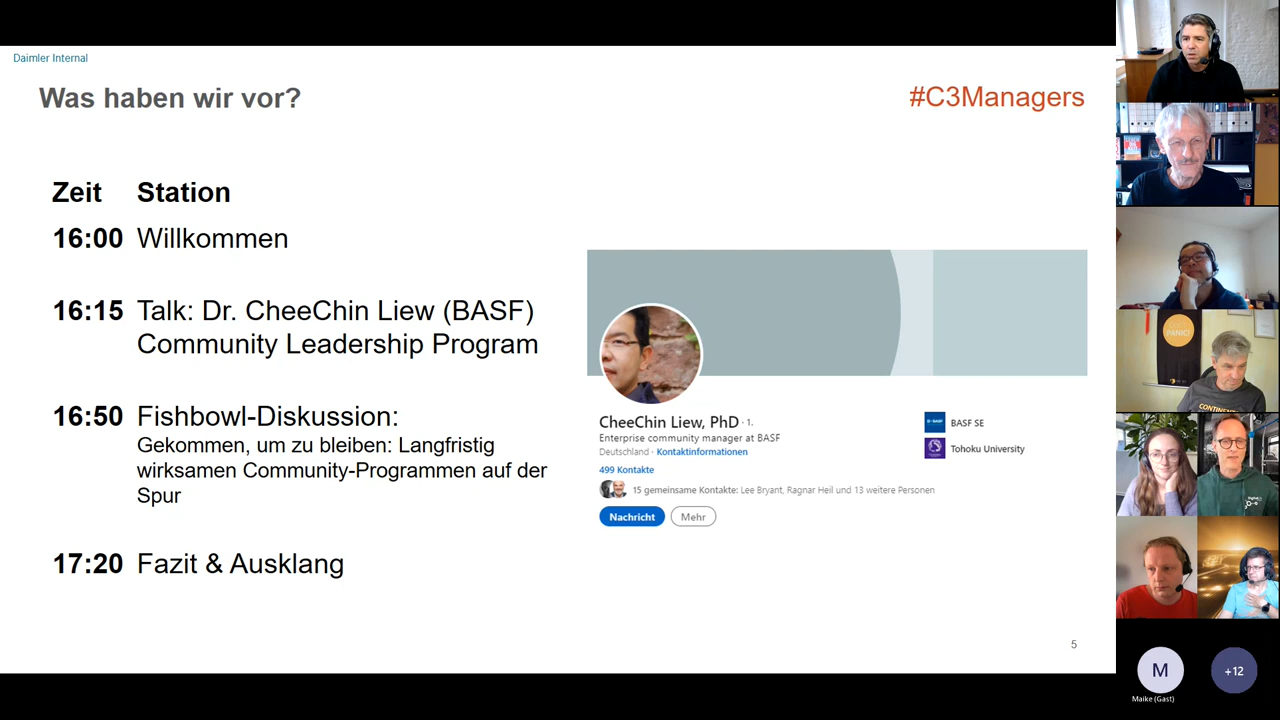 Daimler Internal
Was haben wir vor?
#C3Managers
Zeit Station
16:00 Willkommen
16:15 Talk: Dr. CheeChin Liew (BASF)
Community Leadership Program
16:50 Fishbowl-Diskussion:
Gekommen, um zu bleiben: Langfristig
wirksamen Community-Programmen auf der
Spur
17:20 Fazit & Ausklang
CheeChin Liew, PhD · 1.
Enterprise community manager at BASF
Deutschland · Kontaktinformationen
499 Kontakte
15 gemeinsame Kontakte: Lee Bryant, Ragnar Heil und 13 weitere Personen
Nachricht Mehr
BASF SE
Tohoku University
5
PANIC!
CONTINE
M
+12
Maike (Gast)